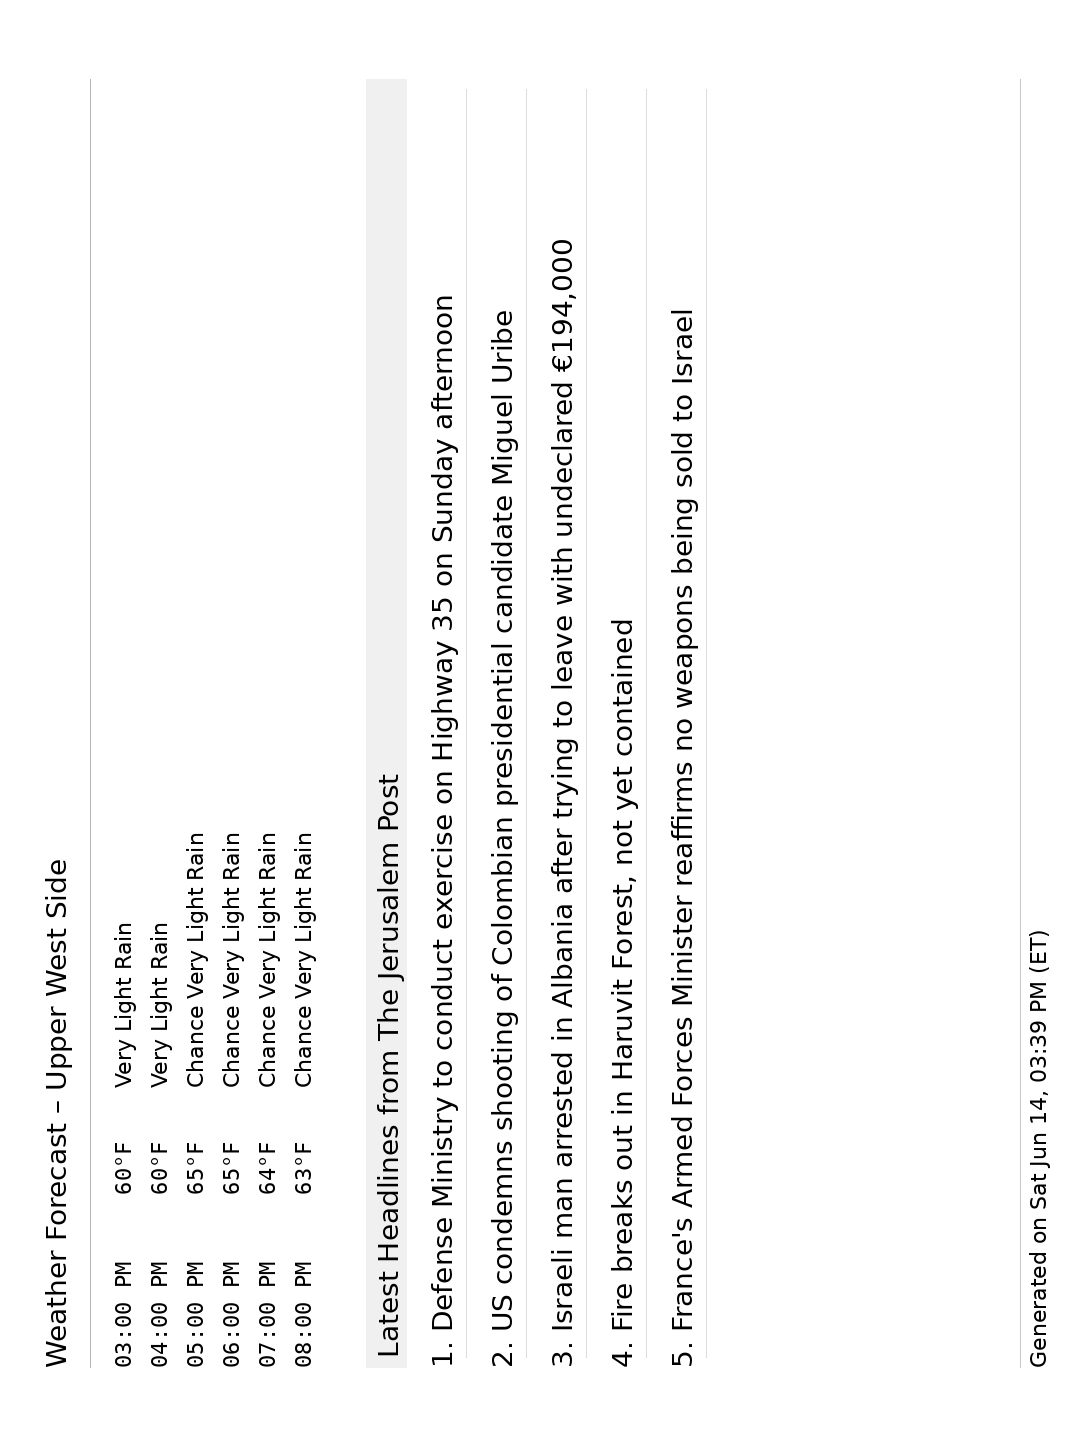 Weather Forecast – Upper West Side
03:00 PM 60°F Very Light Rain
04:00 PM 60°F Very Light Rain
05:00 PM 65°F Chance Very Light Rain
06:00 PM 65°F Chance Very Light Rain
07:00 PM 64°F Chance Very Light Rain
08:00 PM 63°F Chance Very Light Rain
Latest Headlines from The Jerusalem Post
1. Defense Ministry to conduct exercise on Highway 35 on Sunday afternoon
2. US condemns shooting of Colombian presidential candidate Miguel Uribe
3. Israeli man arrested in Albania after trying to leave with undeclared €194,000
4. Fire breaks out in Haruvit Forest, not yet contained
5. France's Armed Forces Minister reaffirms no weapons being sold to Israel
Generated on Sat Jun 14, 03:39 PM (ET)